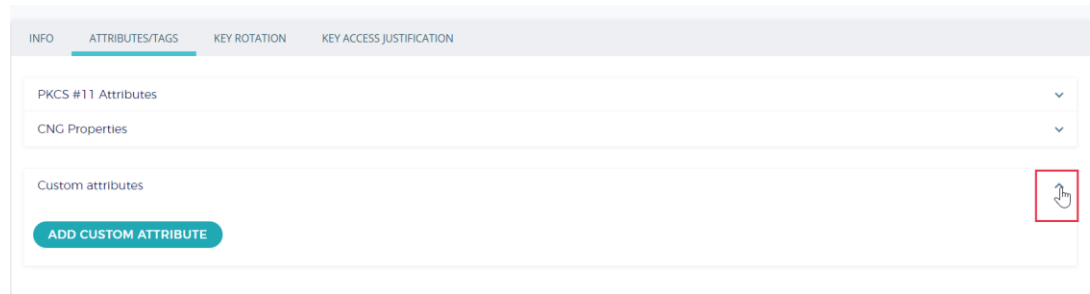 INFO ATTRIBUTES/TAGS KEY ROTATION KEY ACCESS JUSTIFICATION
PKCS #11 Attributes
CNG Properties
Custom attributes
ADD CUSTOM ATTRIBUTE